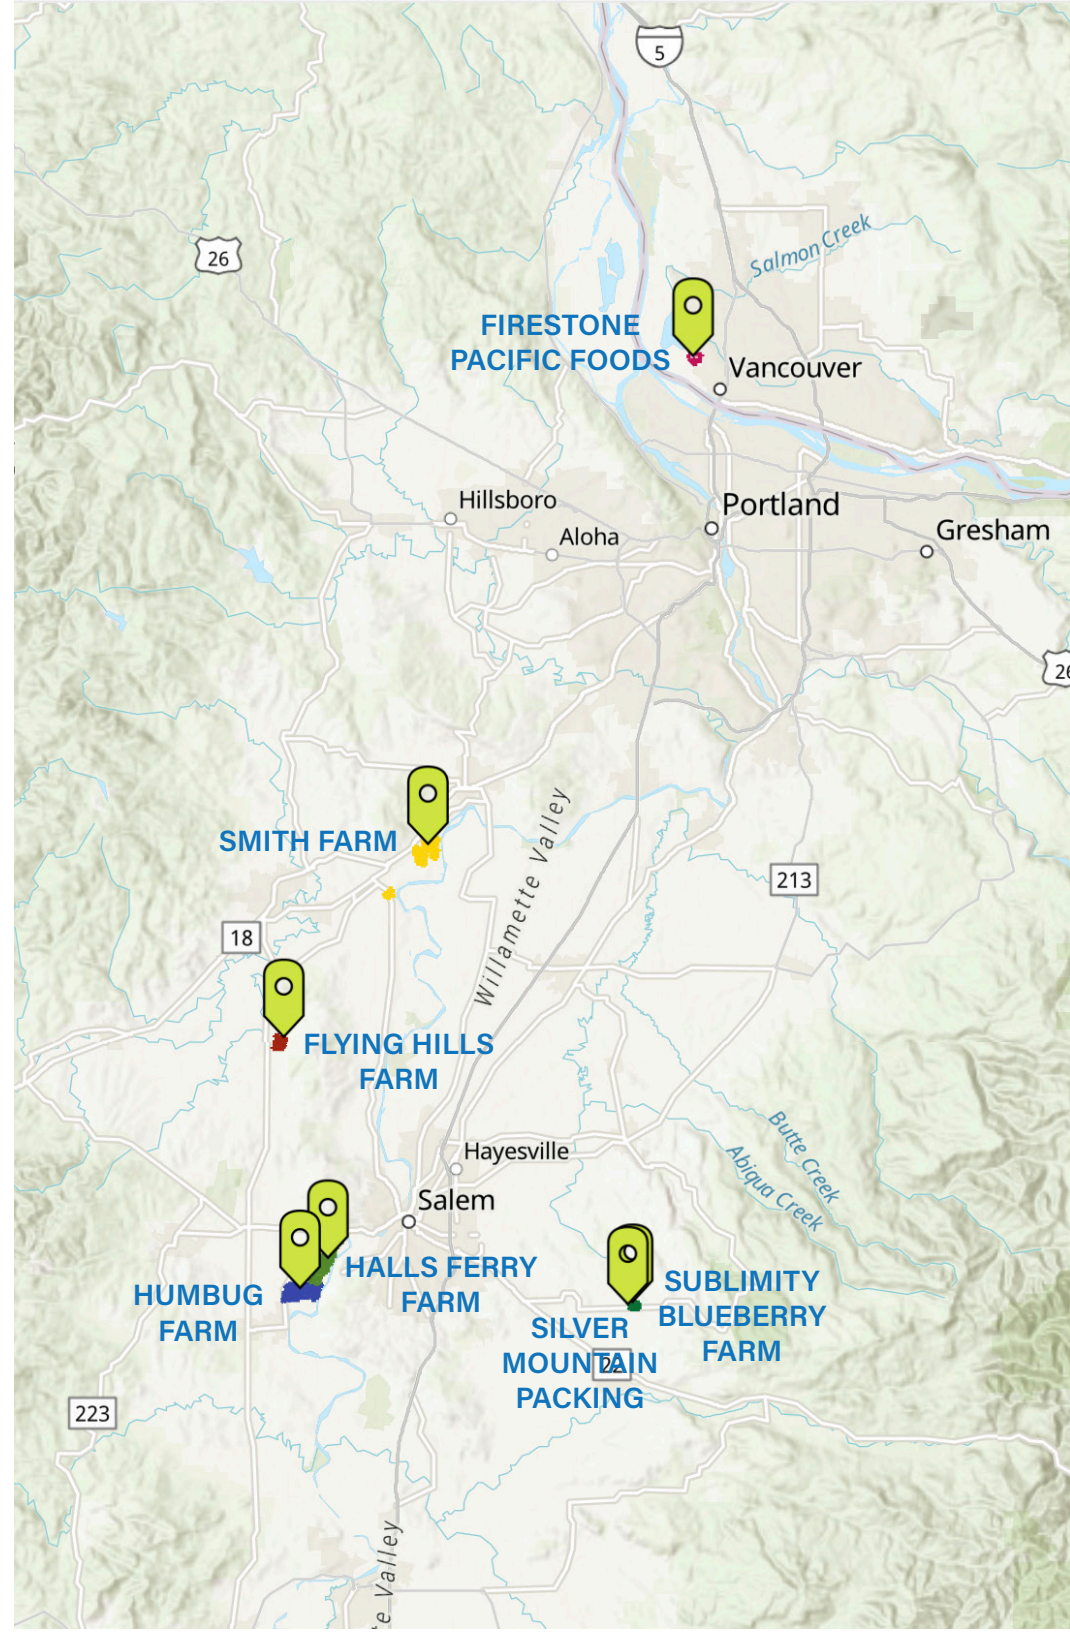 5
Salmon Creek
26
FIRESTONE
PACIFIC FOODS
Vancouver
Hillsboro
Portland
Aloha
Gresham
26
Willamette Valley
SMITH FARM
213
18
FLYING HILLS
FARM
Butte Creek
Abiqua Creek
Hayesville
Salem
HALLS FERRY
FARM
HUMBUG
FARM
SUBLIMITY
BLUEBERRY
FARM
SILVER
MOUNTAIN
PACKING
22
223
te Valley